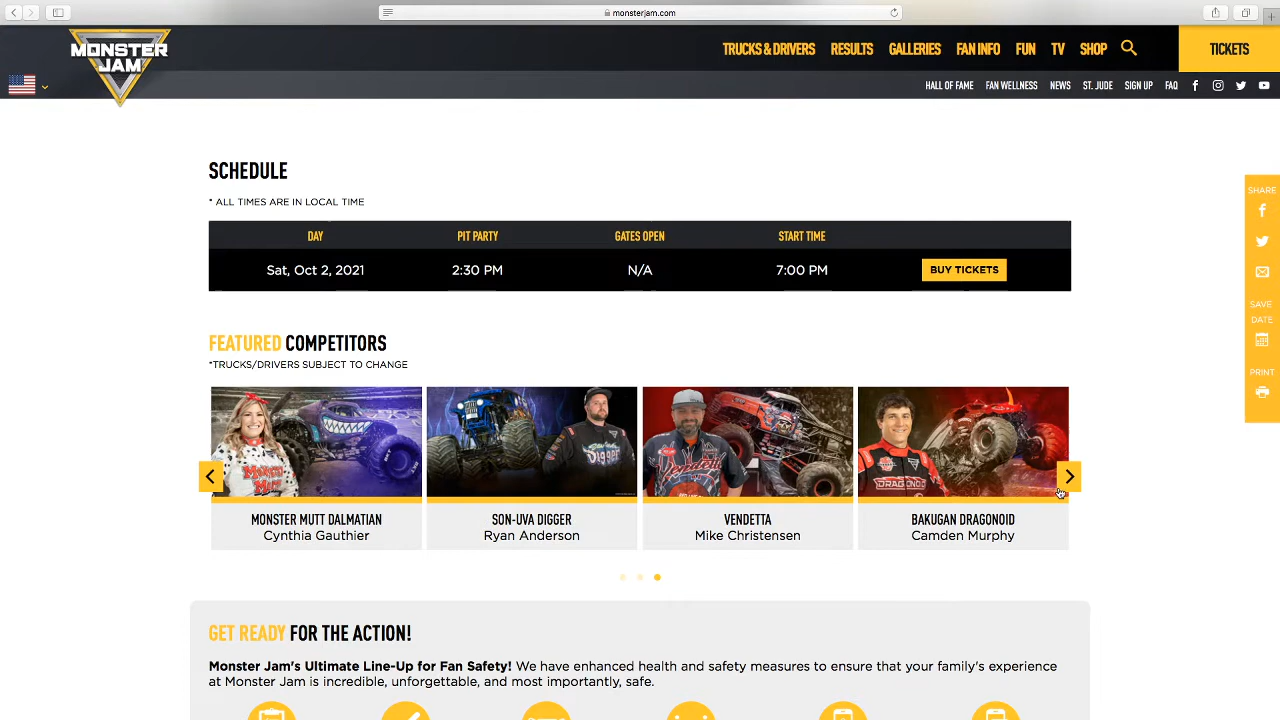 monsterjam.com
MONSTER JAM
TRUCKS & DRIVERS RESULTS GALLERIES FAN INFO FUN TV SHOP TICKETS
HALL OF FAME FAN WELLNESS NEWS ST. JUDE SIGN UP FAQ
SCHEDULE
* ALL TIMES ARE IN LOCAL TIME
DAY PIT PARTY GATES OPEN START TIME
Sat, Oct 2, 2021 2:30 PM N/A 7:00 PM BUY TICKETS
SHARE
SAVE
DATE
PRINT
FEATURED COMPETITORS
*TRUCKS/DRIVERS SUBJECT TO CHANGE
MONSTER MUTT DALMATIAN
Cynthia Gauthier
SON-UVA DIGGER
Ryan Anderson
VENDETTA
Mike Christensen
BAKUGAN DRAGONOID
Camden Murphy
GET READY FOR THE ACTION!
Monster Jam's Ultimate Line-Up for Fan Safety! We have enhanced health and safety measures to ensure that your family's experience
at Monster Jam is incredible, unforgettable, and most importantly, safe.